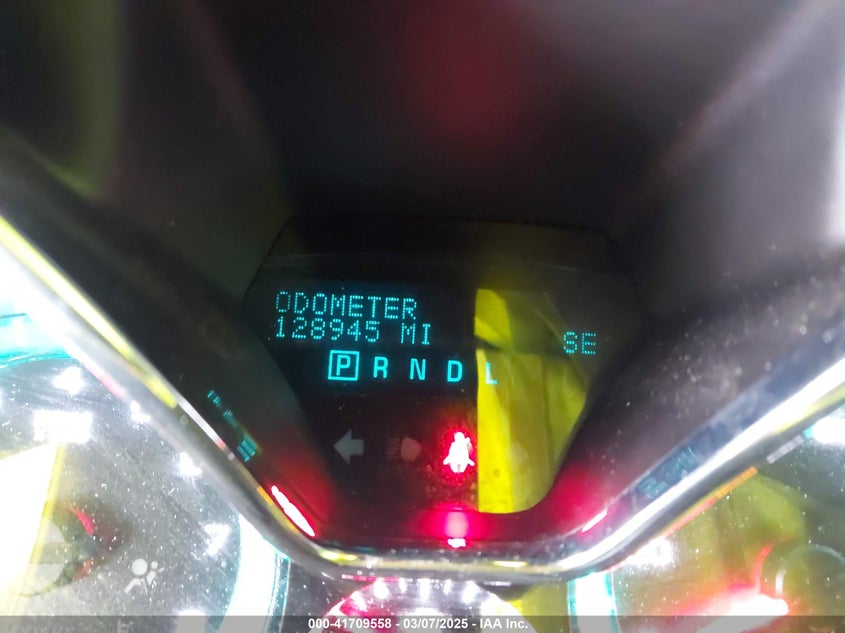 ODOMETER
128945 MI
SE
P R N D L
000-41709558 - 03/07/2025 - IAA Inc.